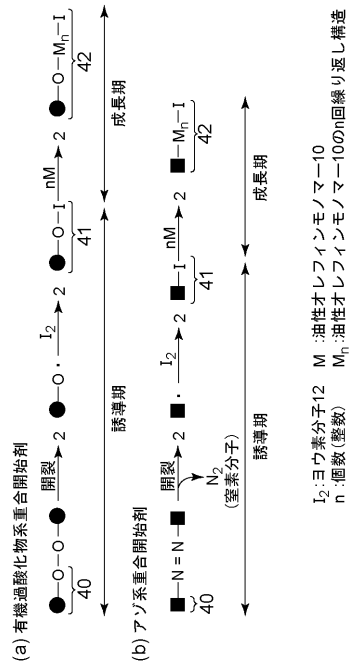 (a) 有機過酸化物系重合開始剤
●-O-O-● 開裂 2 ●-O・ I2 2 ●-O-I nM 2 ●-O-Mn-I
40 41 42
誘導期 成長期
(b) アゾ系重合開始剤
■-N=N-■ 開裂 2 ■・ I2 2 ■-I nM 2 ■-Mn-I
40 41 42
N2
(窒素分子)
誘導期 成長期
I2:ヨウ素分子12 M:油性オレフィンモノマー10
n:個数(整数) Mn:油性オレフィンモノマー10のn回繰り返し構造